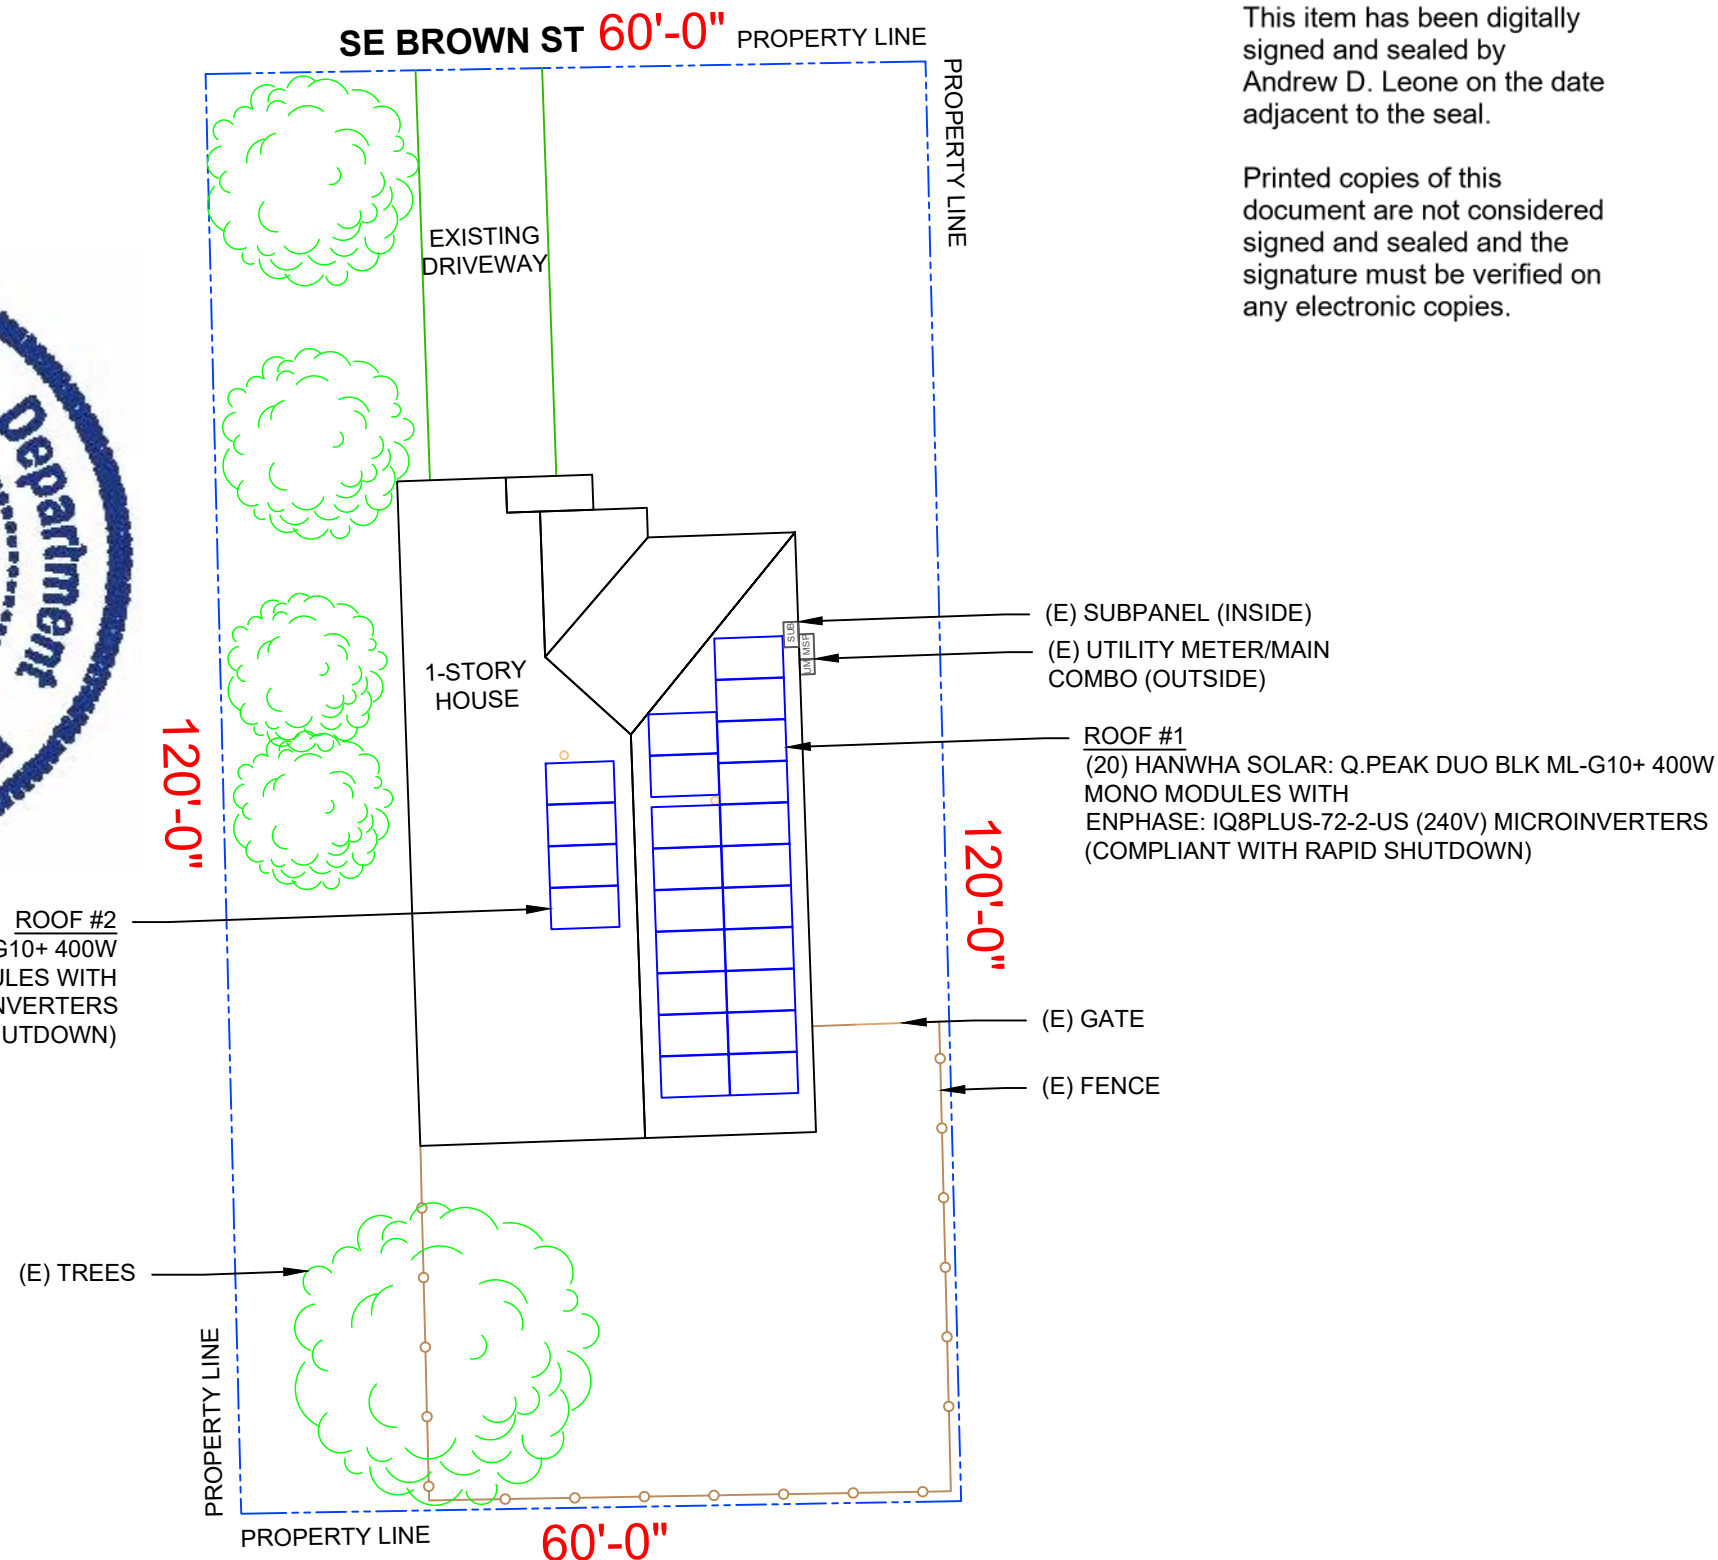 SE BROWN ST 60'-0" PROPERTY LINE
This item has been digitally
signed and sealed by
Andrew D. Leone on the date
adjacent to the seal.
Printed copies of this
document are not considered
signed and sealed and the
signature must be verified on
any electronic copies.
PROPERTY LINE
EXISTING
DRIVEWAY
Department
(E) SUBPANEL (INSIDE)
SUB
UM MSP
(E) UTILITY METER/MAIN
COMBO (OUTSIDE)
1-STORY
HOUSE
120'-0"
ROOF #1
(20) HANWHA SOLAR: Q.PEAK DUO BLK ML-G10+ 400W
MONO MODULES WITH
ENPHASE: IQ8PLUS-72-2-US (240V) MICROINVERTERS
(COMPLIANT WITH RAPID SHUTDOWN)
120'-0"
ROOF #2
G10+ 400W
ULES WITH
NVERTERS
UTDOWN)
(E) GATE
(E) FENCE
(E) TREES
PROPERTY LINE
PROPERTY LINE
60'-0"